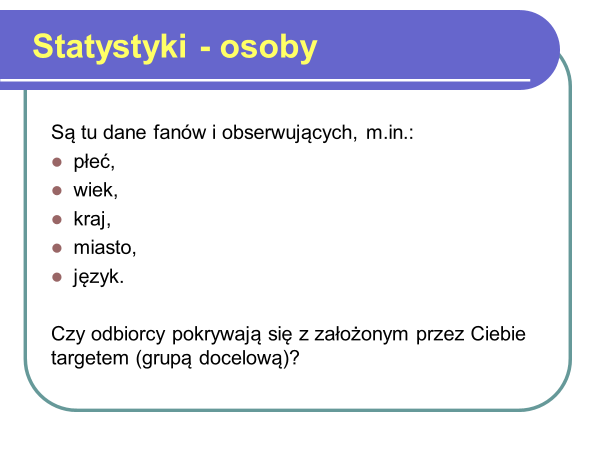 Statystyki - osoby
Są tu dane fanów i obserwujących, m.in.:
płeć,
wiek,
kraj,
miasto,
język.
Czy odbiorcy pokrywają się z założonym przez Ciebie
targetem (grupą docelową)?